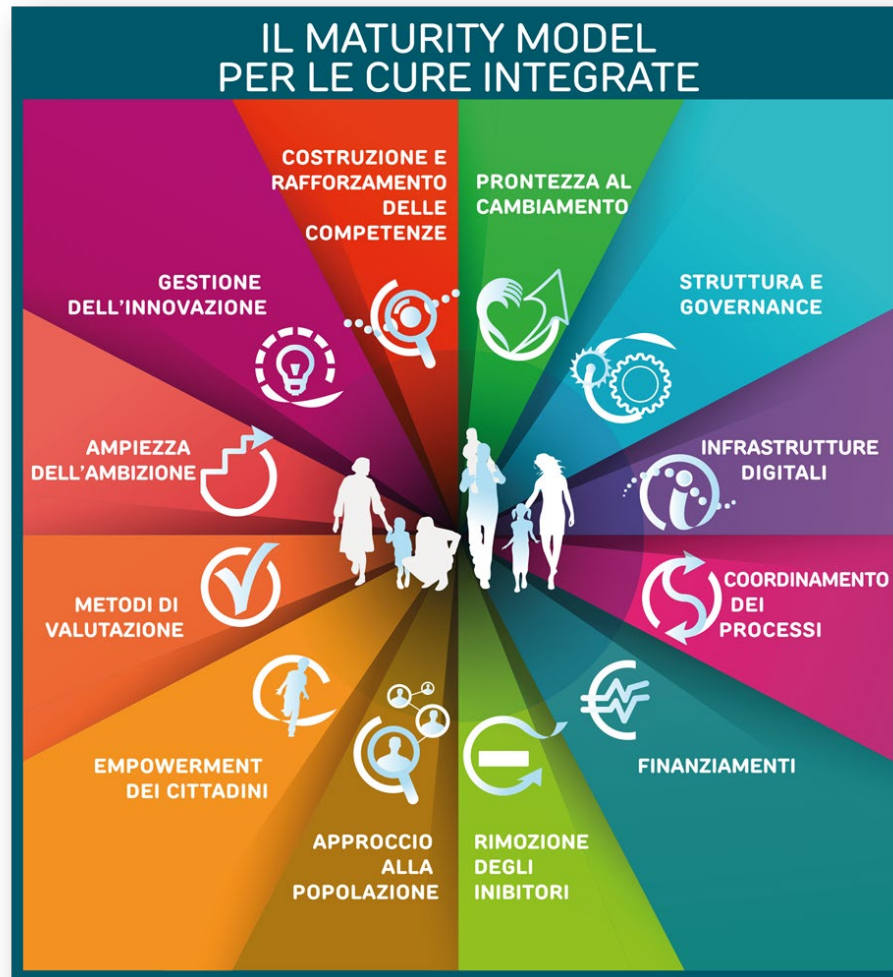 IL MATURITY MODEL
PER LE CURE INTEGRATE
COSTRUZIONE E
RAFFORZAMENTO
DELLE
COMPETENZE
PRONTEZZA AL
CAMBIAMENTO
GESTIONE
DELL'INNOVAZIONE
STRUTTURA E
GOVERNANCE
AMPIEZZA
DELL'AMBIZIONE
INFRASTRUTTURE
DIGITALI
METODI DI
VALUTAZIONE
COORDINAMENTO
DEI
PROCESSI
EMPOWERMENT
DEI CITTADINI
FINANZIAMENTI
APPROCCIO
ALLA
POPOLAZIONE
RIMOZIONE
DEGLI
INIBITORI